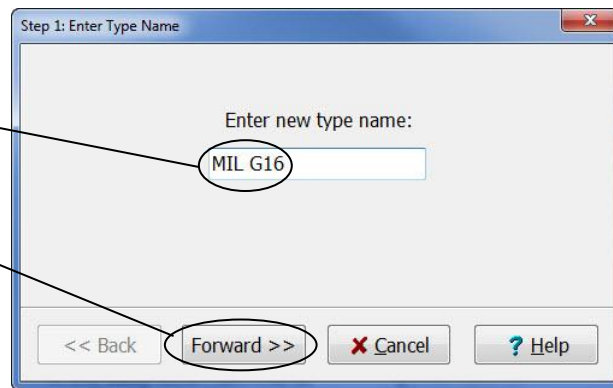 Step 1: Enter Type Name
Enter new type name:
MIL G16
<< Back Forward >> Cancel Help